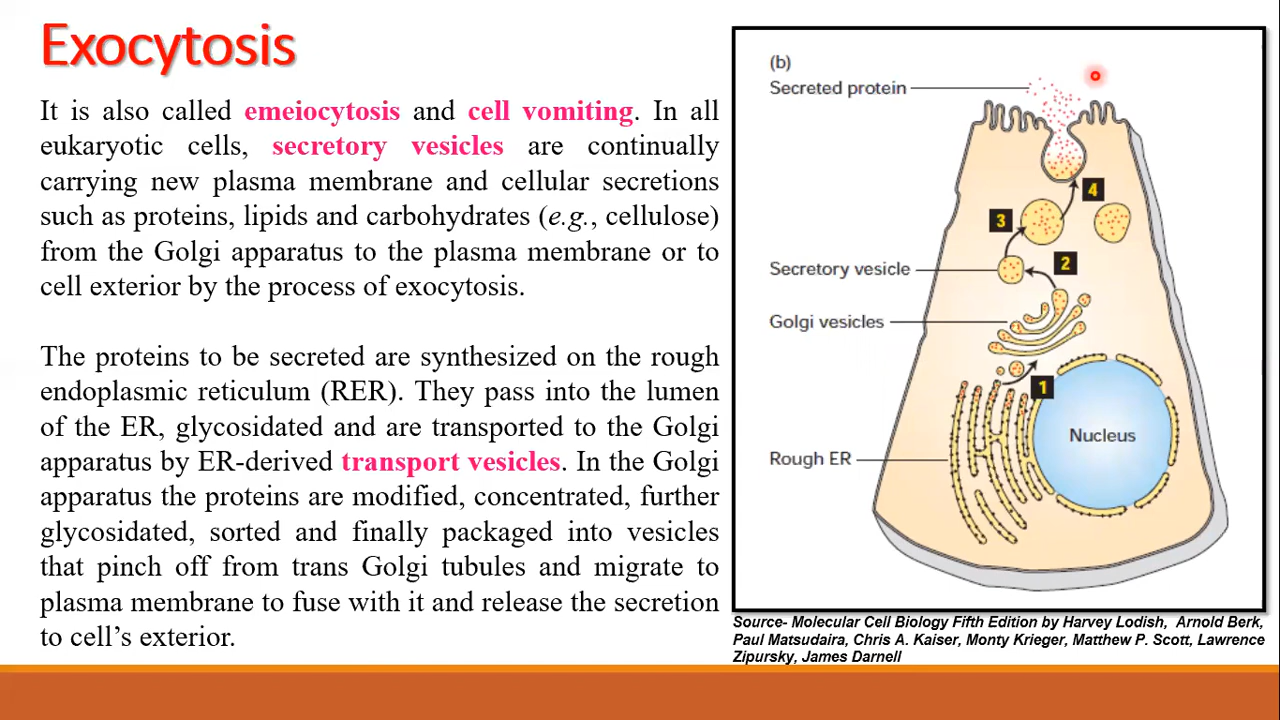 Exocytosis
It is also called emeiocytosis and cell vomiting. In all
eukaryotic cells, secretory vesicles are continually
carrying new plasma membrane and cellular secretions
such as proteins, lipids and carbohydrates (e.g., cellulose)
from the Golgi apparatus to the plasma membrane or to
cell exterior by the process of exocytosis.
The proteins to be secreted are synthesized on the rough
endoplasmic reticulum (RER). They pass into the lumen
of the ER, glycosidated and are transported to the Golgi
apparatus by ER-derived transport vesicles. In the Golgi
apparatus the proteins are modified, concentrated, further
glycosidated, sorted and finally packaged into vesicles
that pinch off from trans Golgi tubules and migrate to
plasma membrane to fuse with it and release the secretion
to cell’s exterior.
(b)
Secreted protein
4
3
2
Secretory vesicle
Golgi vesicles
1
Nucleus
Rough ER
Source- Molecular Cell Biology Fifth Edition by Harvey Lodish, Arnold Berk,
Paul Matsudaira, Chris A. Kaiser, Monty Krieger, Matthew P. Scott, Lawrence
Zipursky, James Darnell